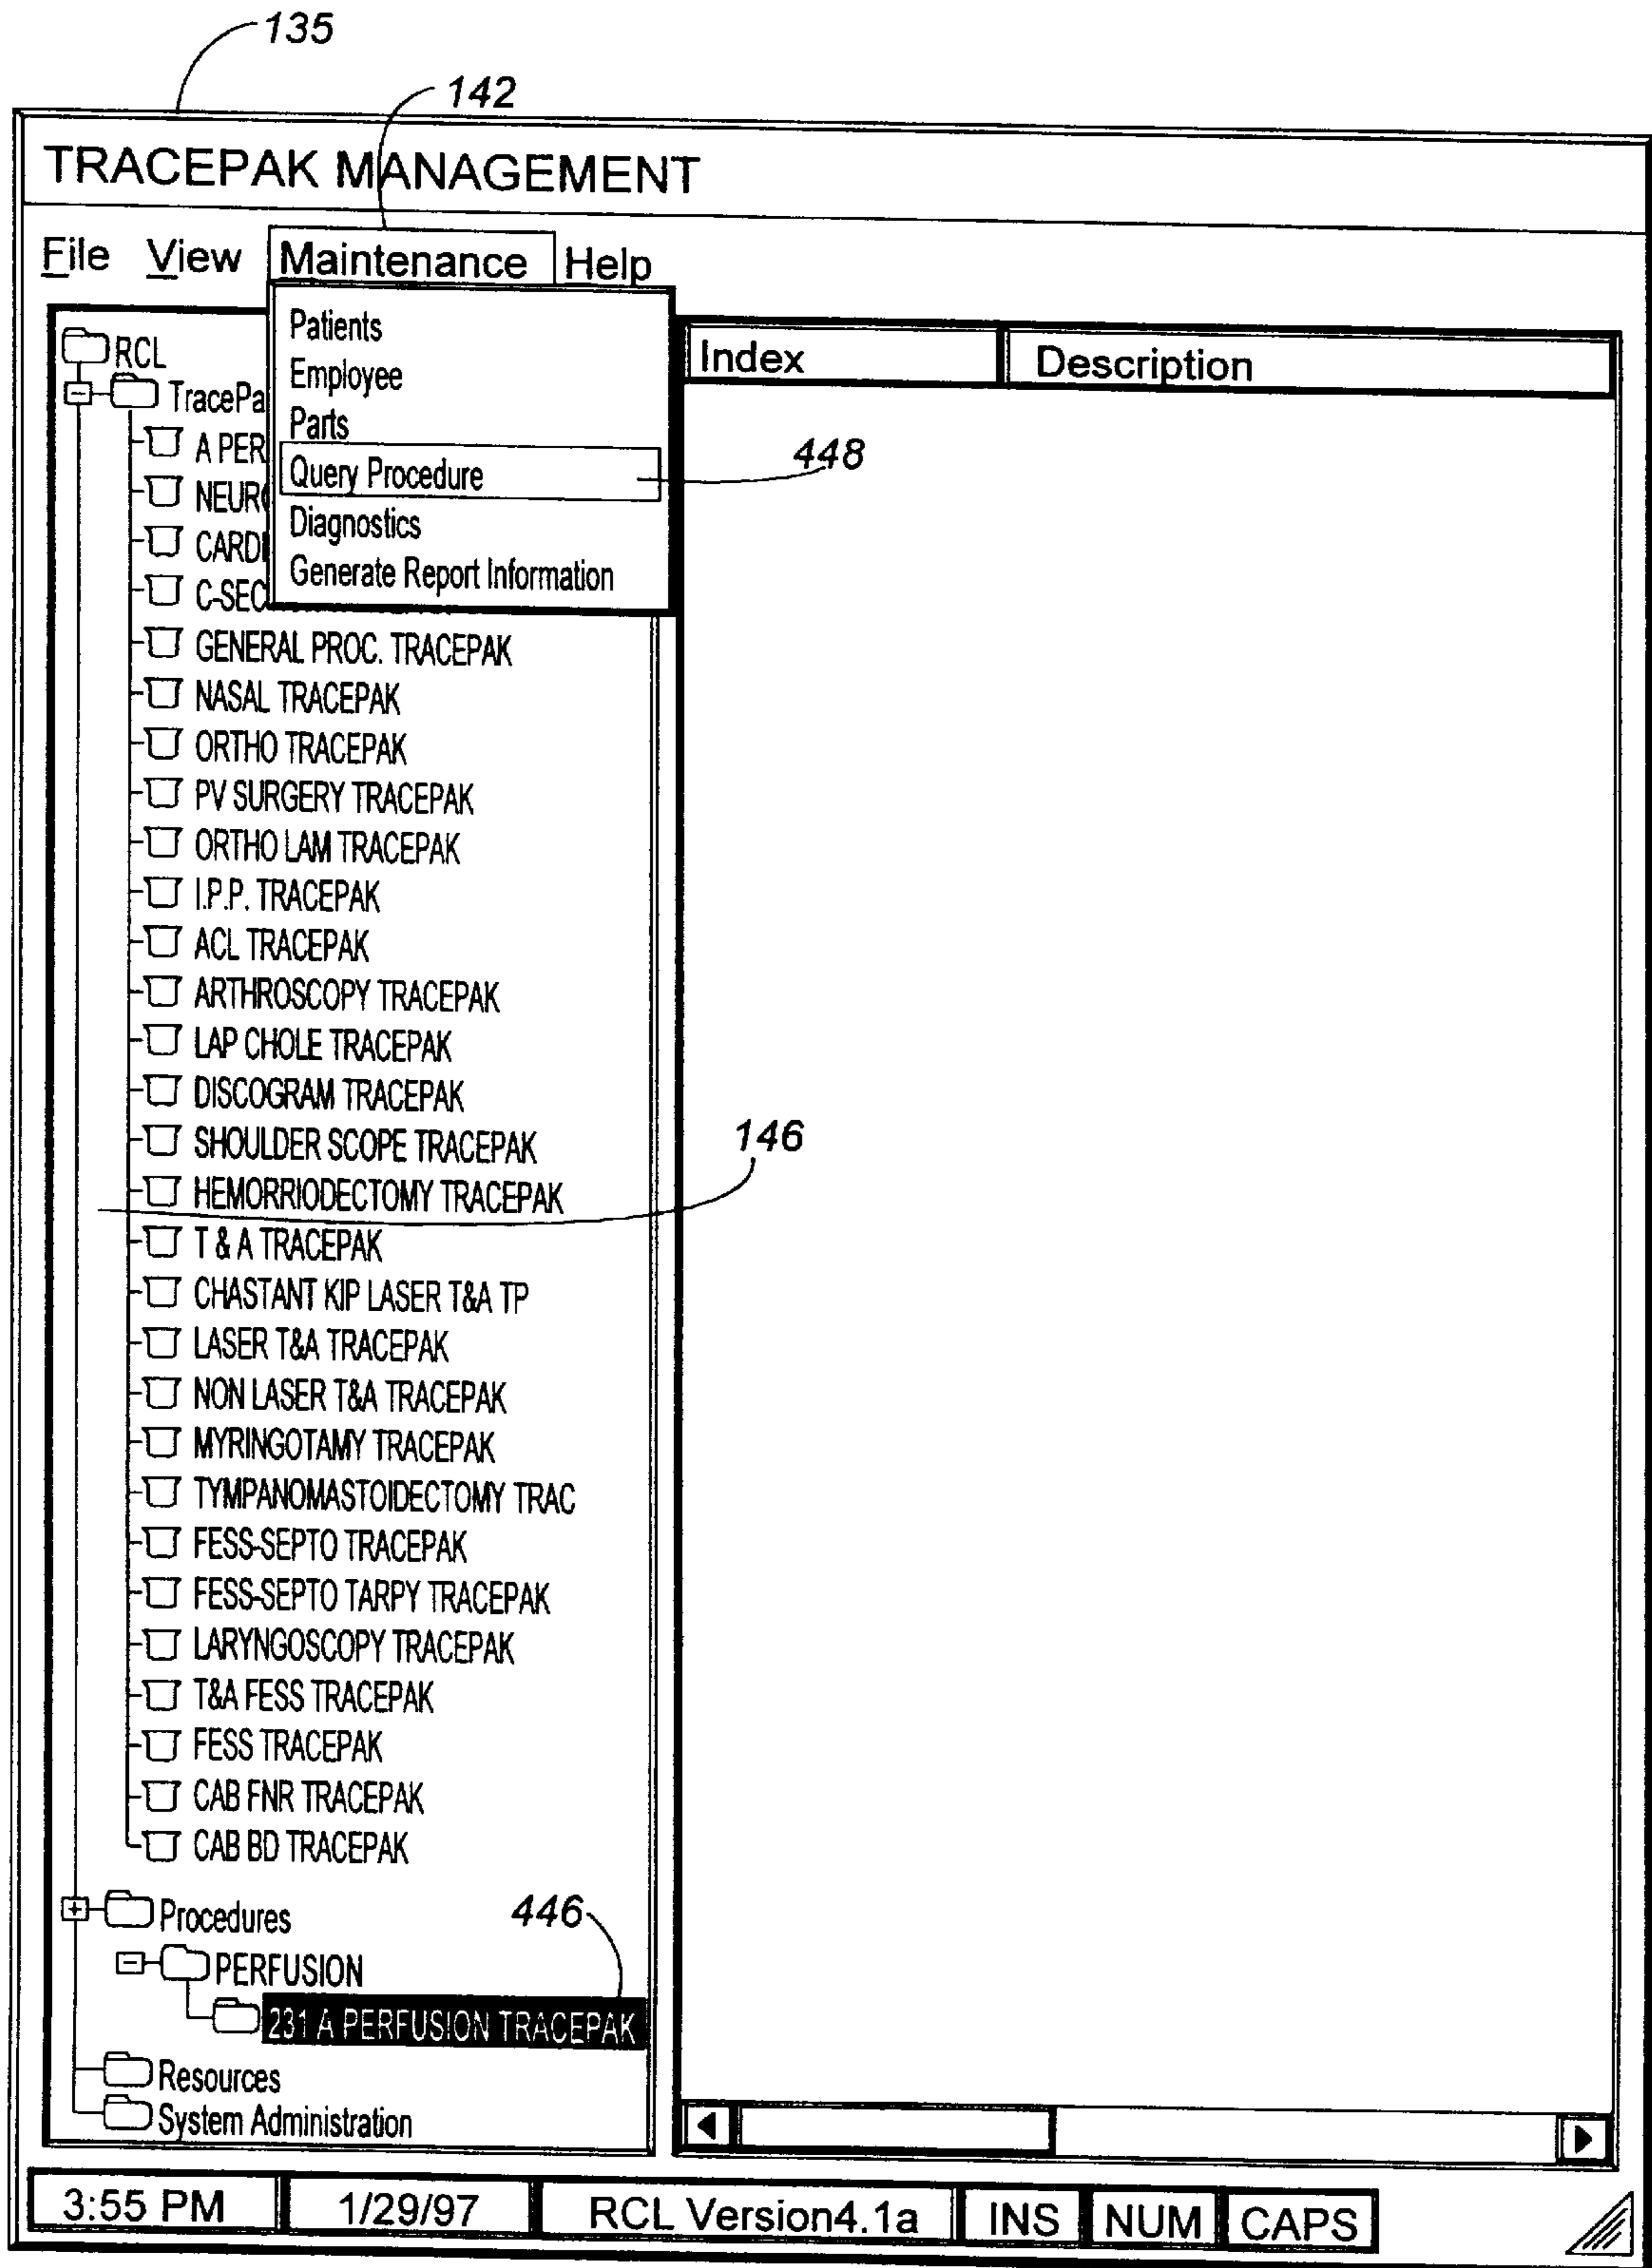 135
142
TRACEPAK MANAGEMENT
File View Maintenance Help
Patients
Employee
Parts
Query Procedure
448
Diagnostics
Generate Report Information
Index Description
RCL
TracePa
A PER
NEUR
CARDI
C-SEC
GENERAL PROC. TRACEPAK
NASAL TRACEPAK
ORTHO TRACEPAK
PV SURGERY TRACEPAK
ORTHO LAM TRACEPAK
I.P.P. TRACEPAK
ACL TRACEPAK
ARTHROSCOPY TRACEPAK
LAP CHOLE TRACEPAK
DISCOGRAM TRACEPAK
SHOULDER SCOPE TRACEPAK
146
HEMORRIODECTOMY TRACEPAK
T & A TRACEPAK
CHASTANT KIP LASER T&A TP
LASER T&A TRACEPAK
NON LASER T&A TRACEPAK
MYRINGOTAMY TRACEPAK
TYMPANOMASTOIDECTOMY TRAC
FESS-SEPTO TRACEPAK
FESS-SEPTO TARPY TRACEPAK
LARYNGOSCOPY TRACEPAK
T&A FESS TRACEPAK
FESS TRACEPAK
CAB FNR TRACEPAK
CAB BD TRACEPAK
Procedures
446
PERFUSION
231 A PERFUSION TRACEPAK
Resources
System Administration
3:55 PM 1/29/97 RCL Version4.1a INS NUM CAPS